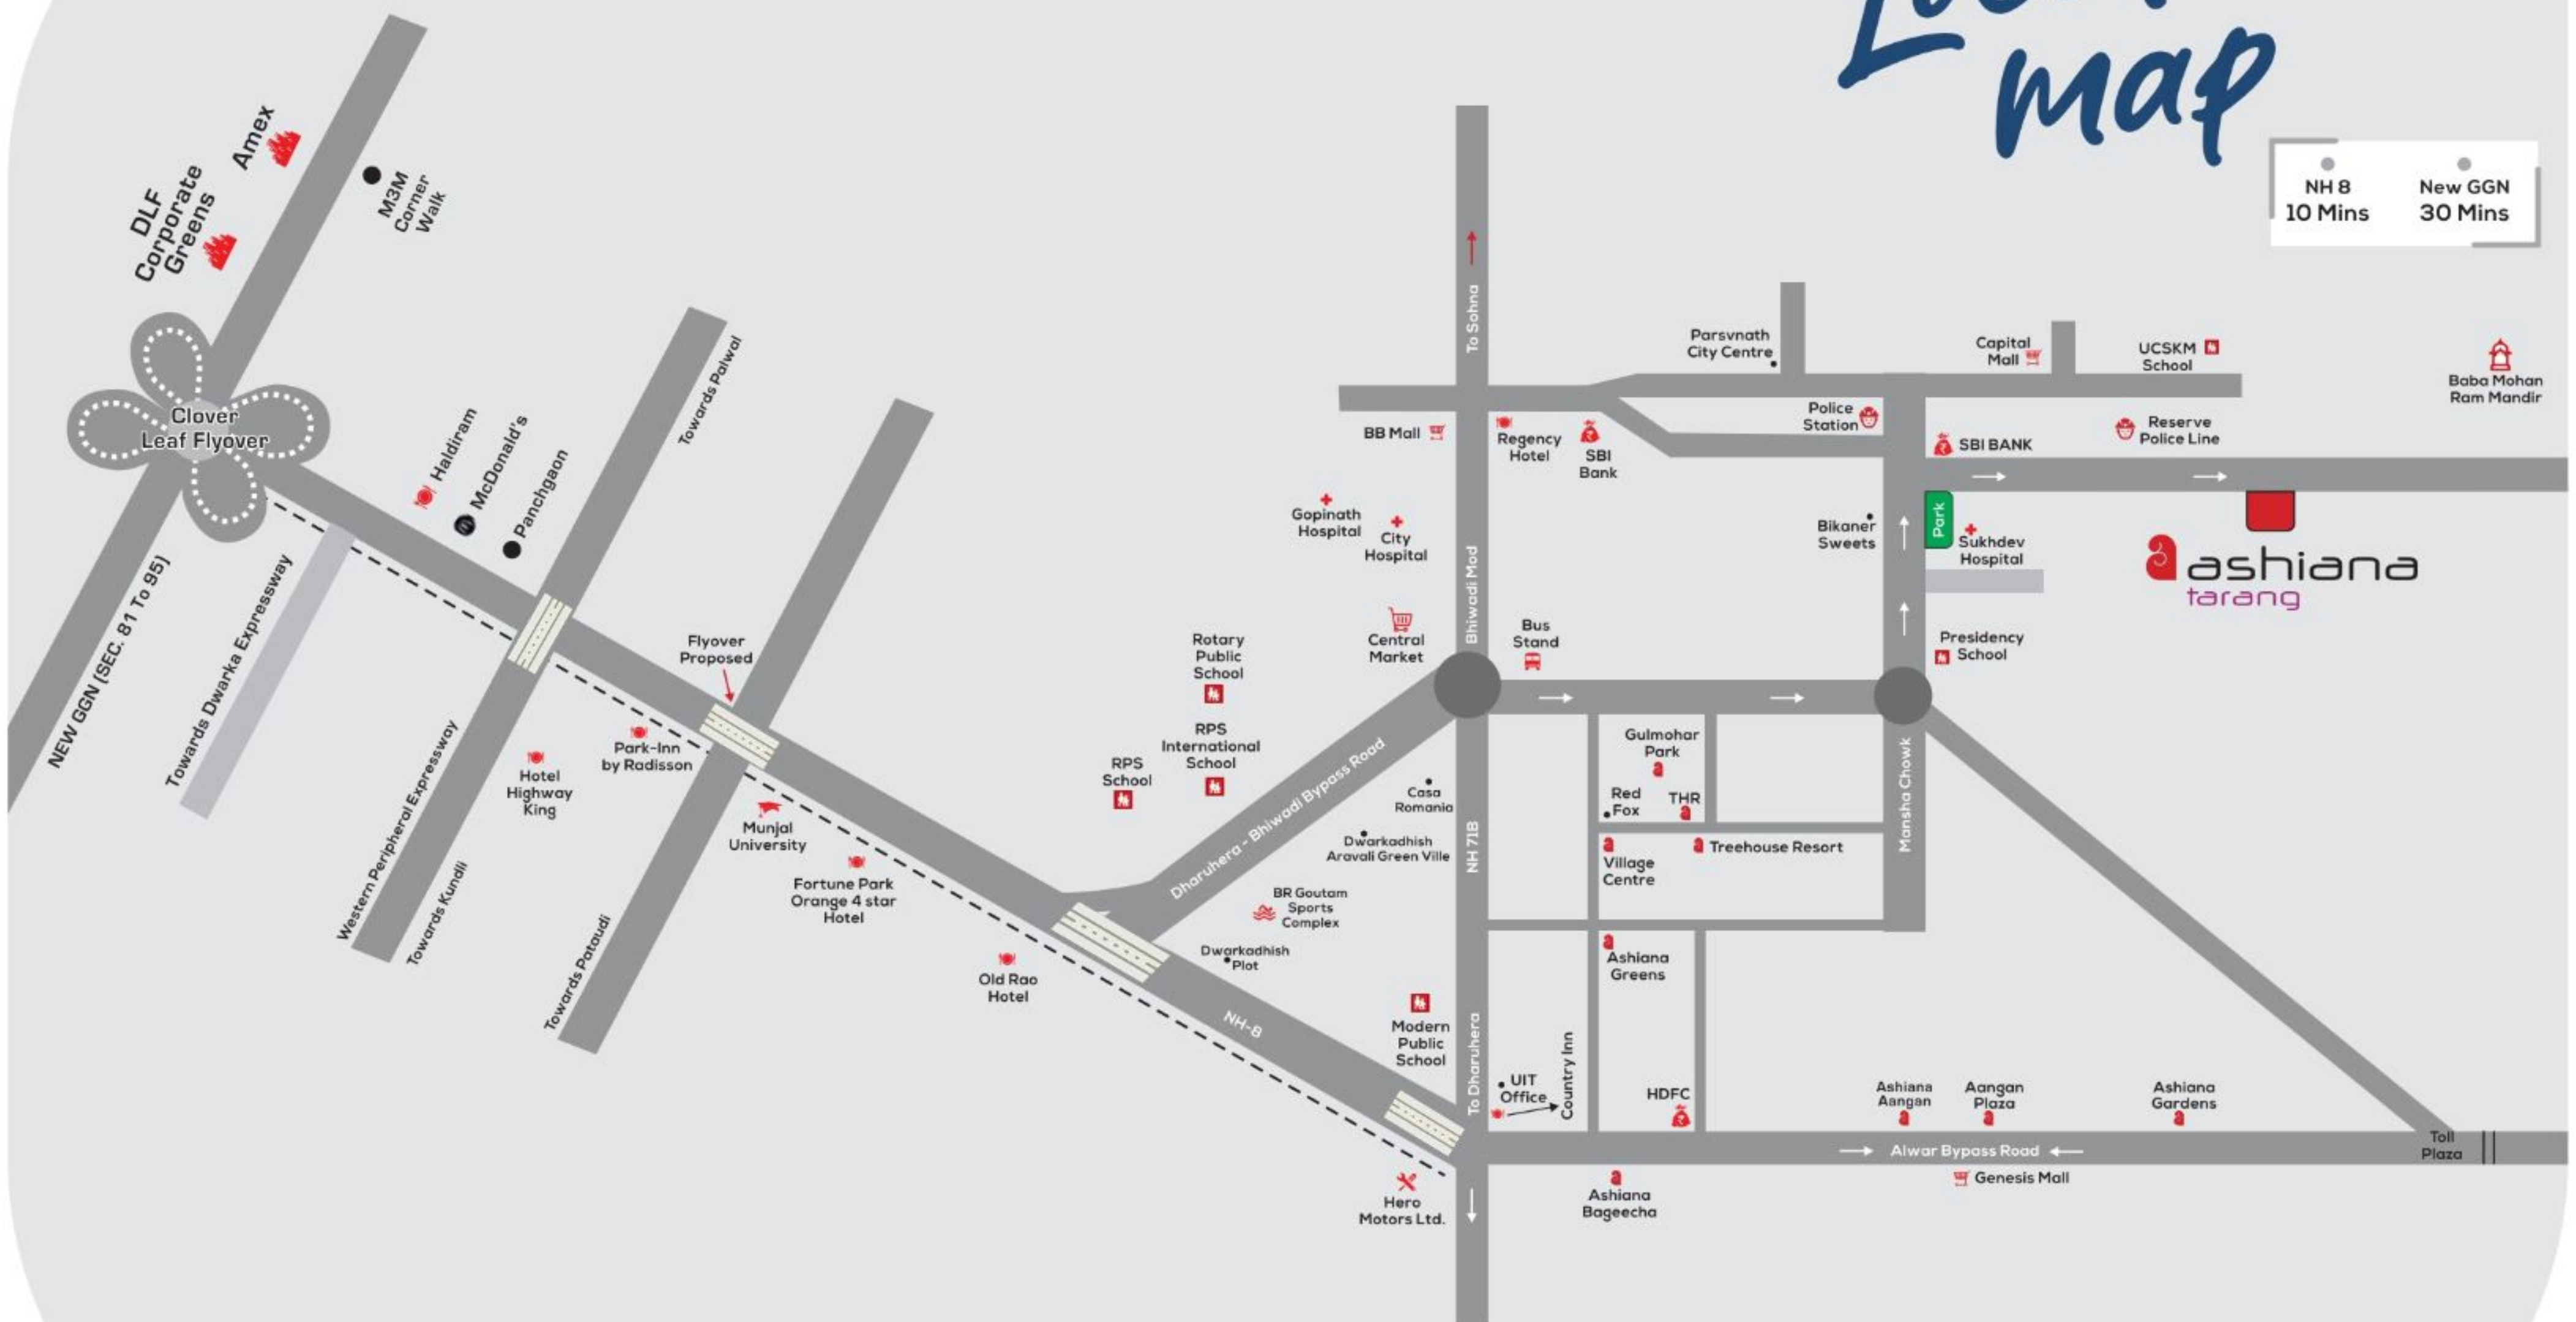 map
NH 8
10 Mins
New GGN
30 Mins
Amex
DLF
Corporate
Greens
M3M
Corner
Walk
Clover
Leaf Flyover
NEW GGN (SEC. 81 To 95)
Towards Dwarka Expressway
Haldiram
McDonald's
Panchgaon
Towards Palwal
Western Peripheral Expressway
Towards Kundli
Hotel
Highway
King
Park-Inn
by Radisson
Flyover
Proposed
Towards Pataudi
Munjal
University
Fortune Park
Orange 4 star
Hotel
Old Rao
Hotel
NH-8
RPS
School
Rotary
Public
School
RPS
International
School
Dharuhera - Bhiwadi Bypass Road
Casa
Romania
Dwarkadhish
Aravali Green Ville
BR Goutam
Sports
Complex
Dwarkadhish
Plot
Modern
Public
School
Hero
Motors Ltd.
To Sohna
BB Mall
Gopinath
Hospital
City
Hospital
Central
Market
Bhiwadi Mod
NH 71B
To Dharuhera
Regency
Hotel
SBI
Bank
Bus
Stand
Parsvnath
City Centre
Police
Station
Bikaner
Sweets
Capital
Mall
UCSKM
School
Baba Mohan
Ram Mandir
SBI BANK
Reserve
Police Line
Park
Sukhdev
Hospital
ashiana
tarang
Presidency
School
Mansha Chowk
Gulmohar
Park
Red
Fox
THR
Village
Centre
Treehouse Resort
Ashiana
Greens
UIT
Office
Country Inn
HDFC
Ashiana
Bageecha
Ashiana
Aangan
Aangan
Plaza
Ashiana
Gardens
Alwar Bypass Road
Genesis Mall
Toll
Plaza